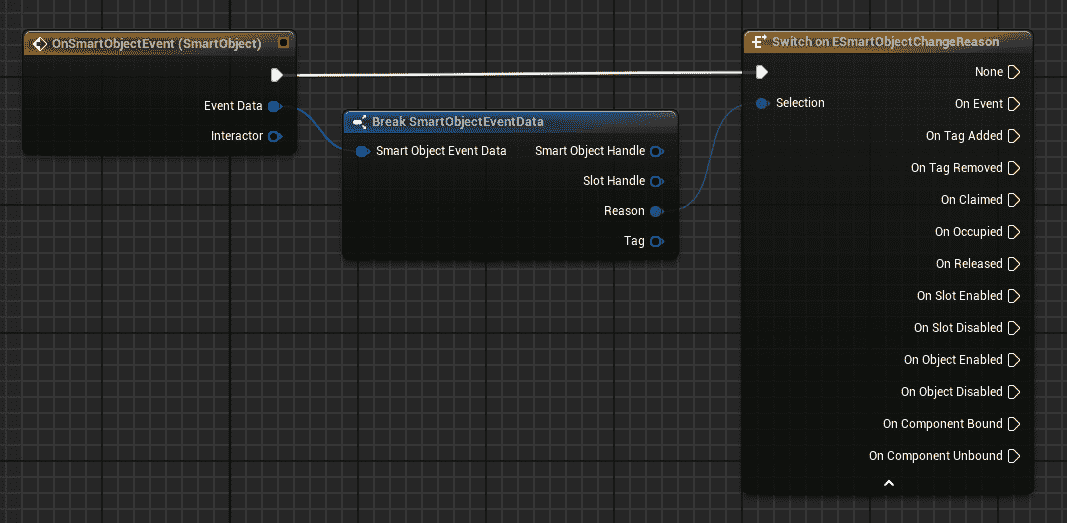 OnSmartObjectEvent (SmartObject)
Event Data
Interactor
Break SmartObjectEventData
Smart Object Event Data
Smart Object Handle
Slot Handle
Reason
Tag
Switch on ESmartObjectChangeReason
Selection
None
On Event
On Tag Added
On Tag Removed
On Claimed
On Occupied
On Released
On Slot Enabled
On Slot Disabled
On Object Enabled
On Object Disabled
On Component Bound
On Component Unbound